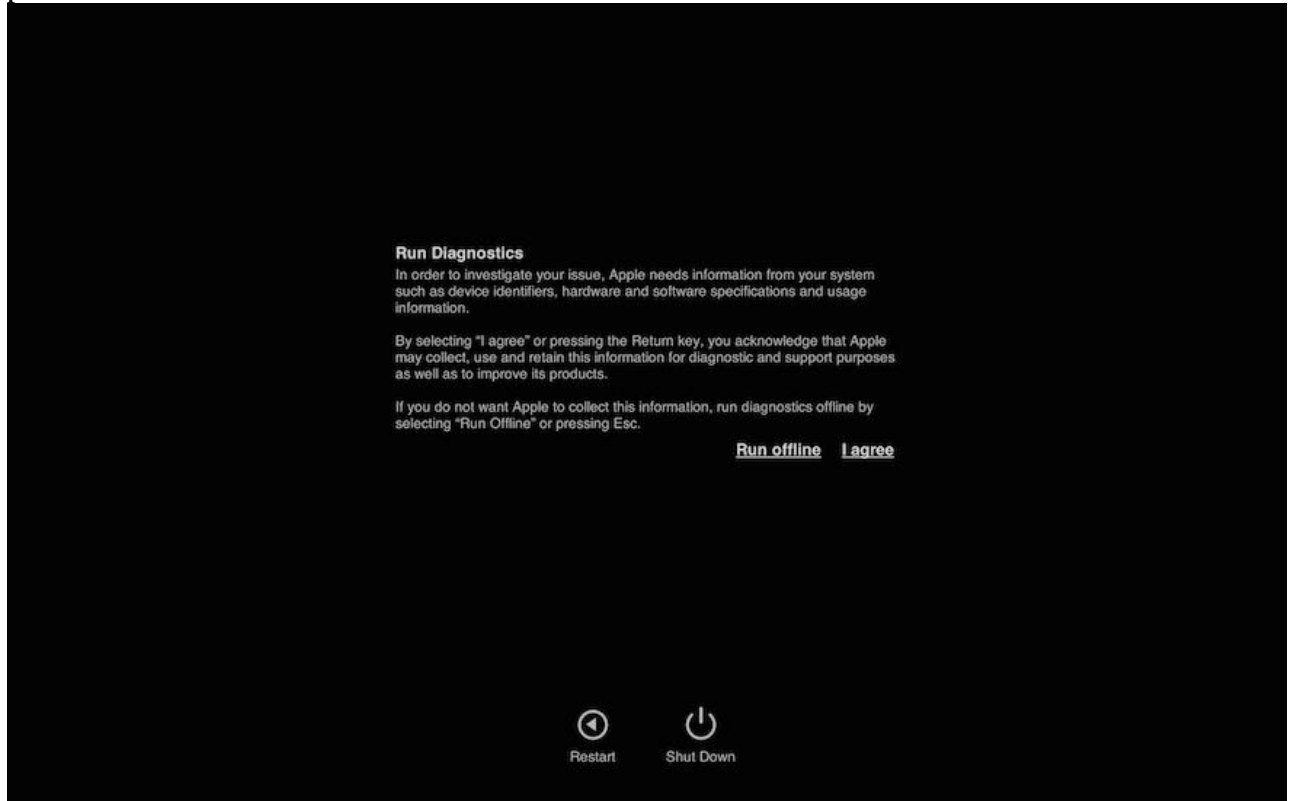 Run Diagnostics
In order to investigate your issue, Apple needs information from your system
such as device identifiers, hardware and software specifications and usage
information.
By selecting “I agree” or pressing the Return key, you acknowledge that Apple
may collect, use and retain this information for diagnostic and support purposes
as well as to improve its products.
If you do not want Apple to collect this information, run diagnostics offline by
selecting “Run Offline” or pressing Esc.
Run offline I agree
Restart Shut Down